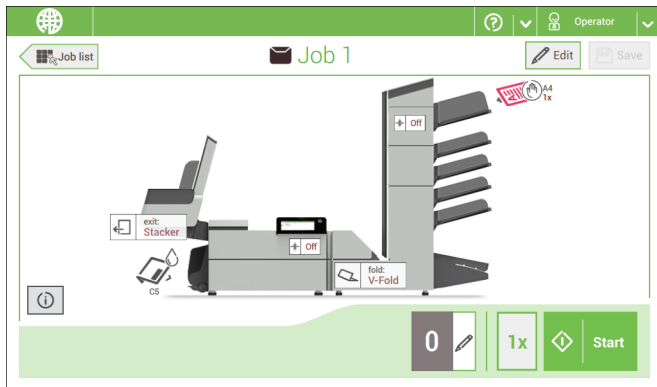 Operator
Job list
Job 1
Edit
Save
A4
1x
Off
exit:
Stacker
Off
fold:
V-Fold
C5
0
1x
Start